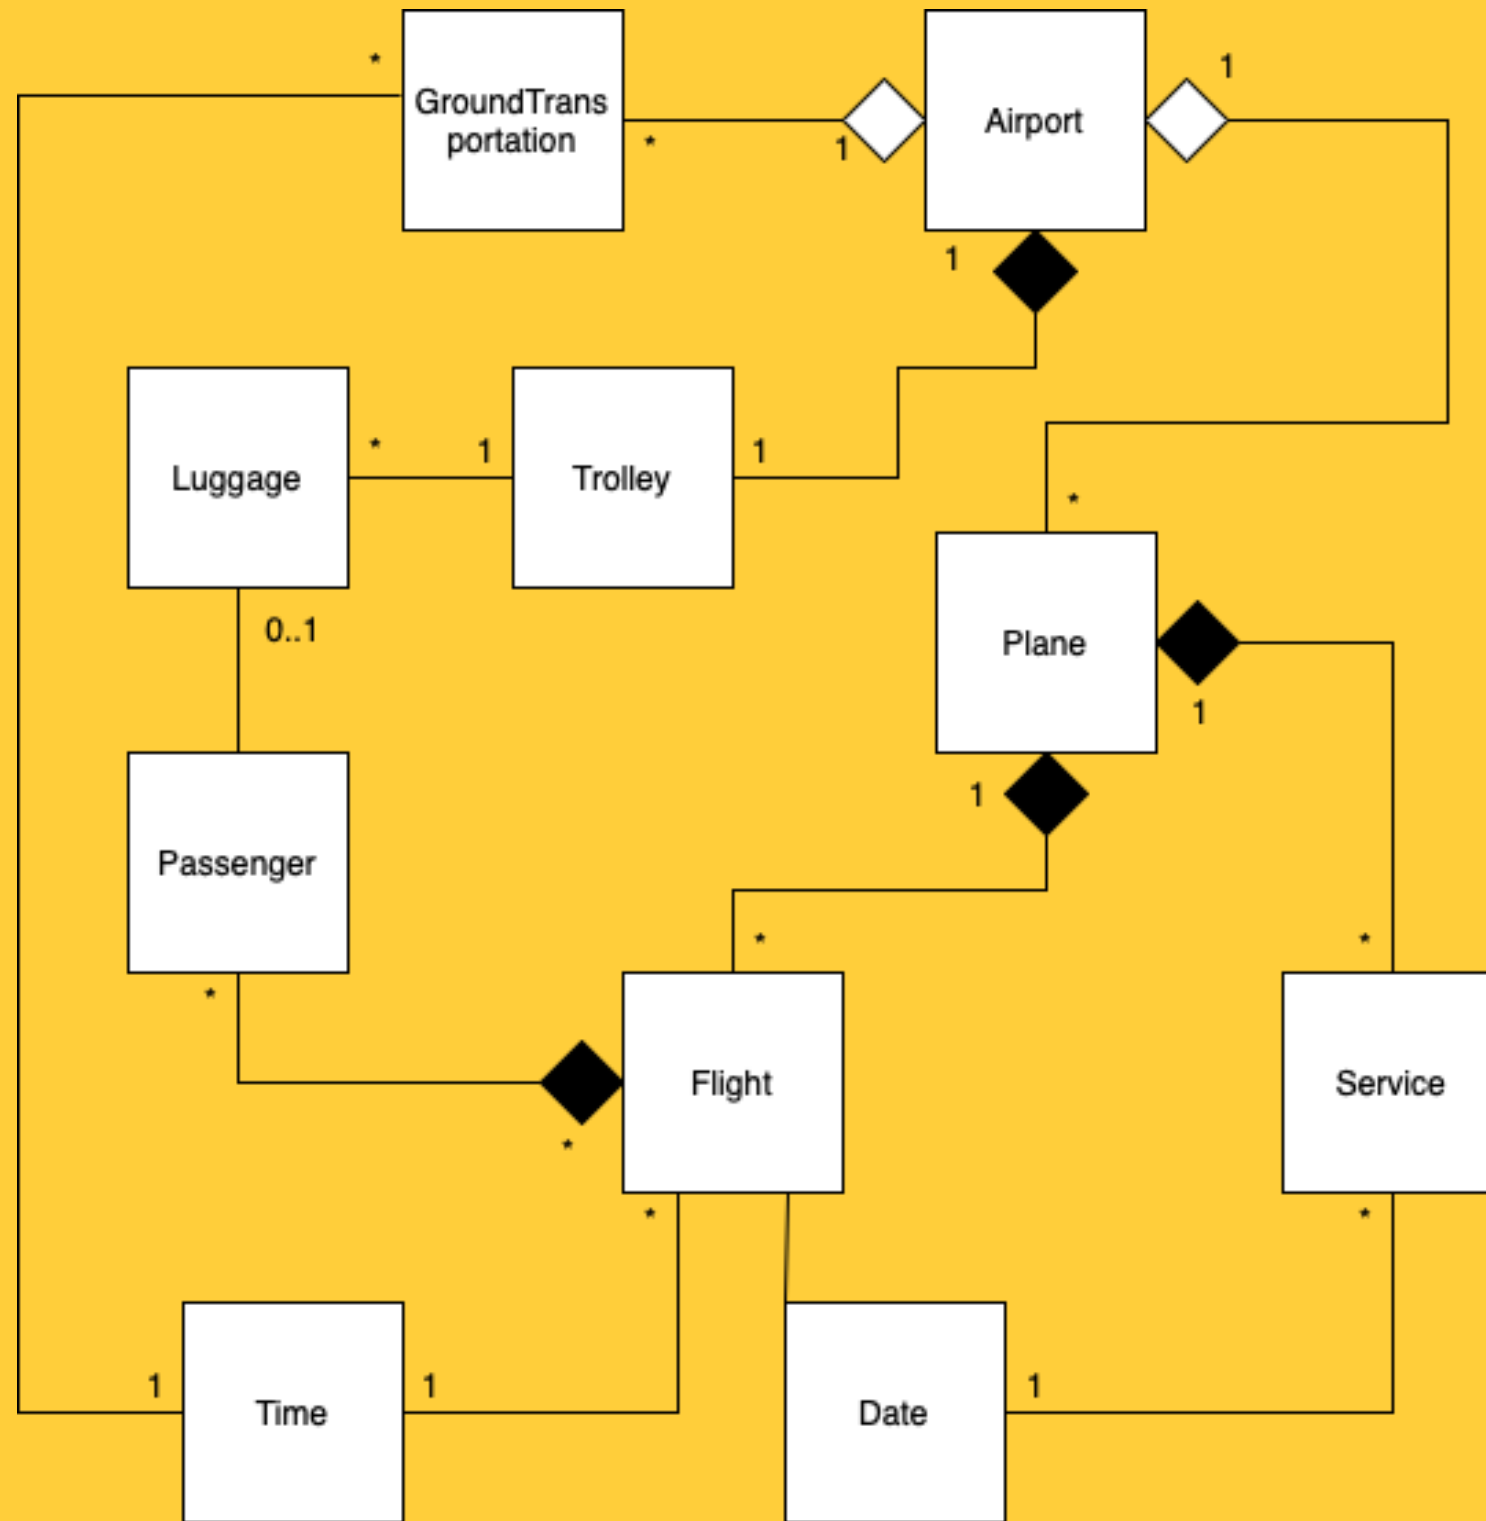 *
GroundTrans
portation
*
1
Airport
1
1
Luggage
*
1
Trolley
1
*
0..1
Plane
1
Passenger
1
*
*
*
*
Flight
Service
*
*
*
1
Time
1
Date
1